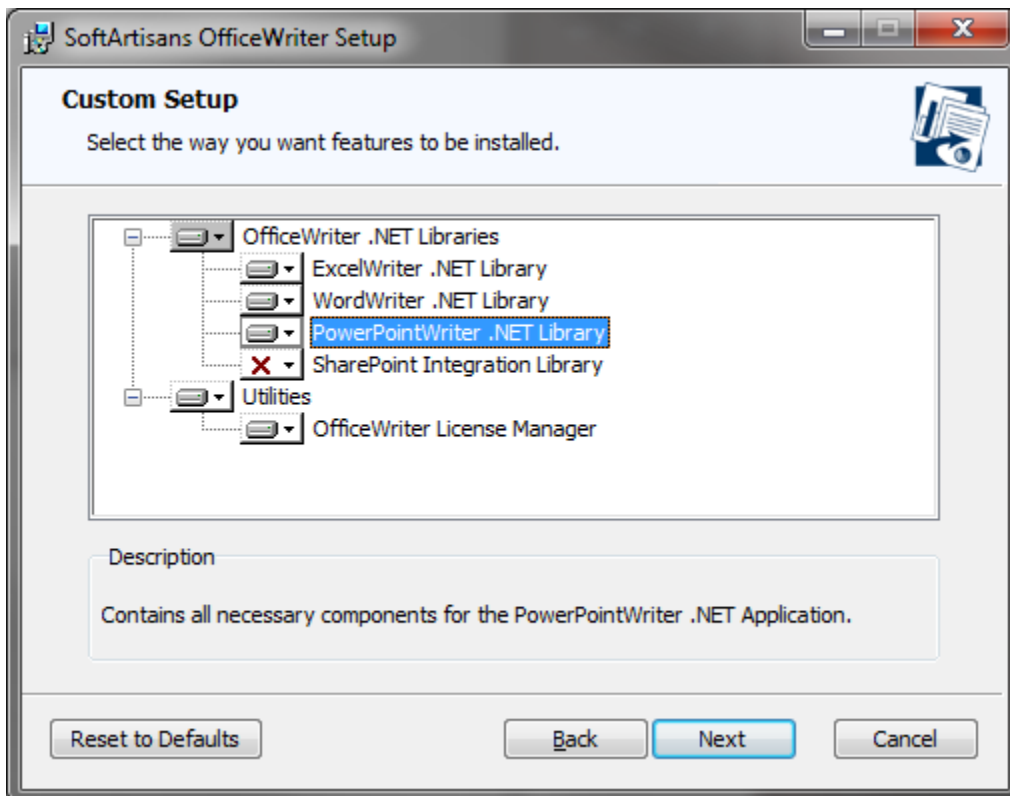 SoftArtisans OfficeWriter Setup
Custom Setup
Select the way you want features to be installed.
OfficeWriter .NET Libraries
ExcelWriter .NET Library
WordWriter .NET Library
PowerPointWriter .NET Library
SharePoint Integration Library
Utilities
OfficeWriter License Manager
Description
Contains all necessary components for the PowerPointWriter .NET Application.
Reset to Defaults Back Next Cancel